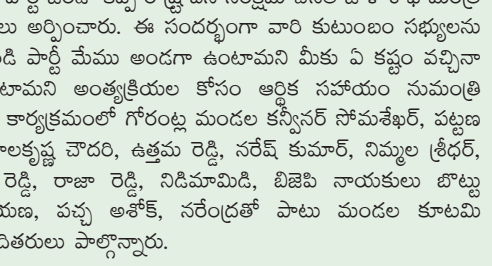 లు అర్పించారు. ఈ సందర్భంగా వారి కుటుంబం సభ్యులను
డి పార్టీ మేము అండగా ఉంటామని మీకు ఏ కష్టం వచ్చినా
టామని అంత్యక్రియల కోసం ఆర్థిక సహాయం నుమంత్రి
కార్యక్రమంలో గోరంట్ల మండల కన్వీనర్ సోమశేఖర్, పట్టణ
లకృష్ణ చౌదరి, ఉత్తమ రెడ్డి, నరేష్ కుమార్, నిమ్మల శ్రీధర్,
రెడ్డి, రాజా రెడ్డి, నిడిమామిడి, బిజెపి నాయకులు బొట్టు
యణ, పచ్చ అశోక్, నరేంద్రతో పాటు మండల కూటమి
దితరులు పాల్గొన్నారు.